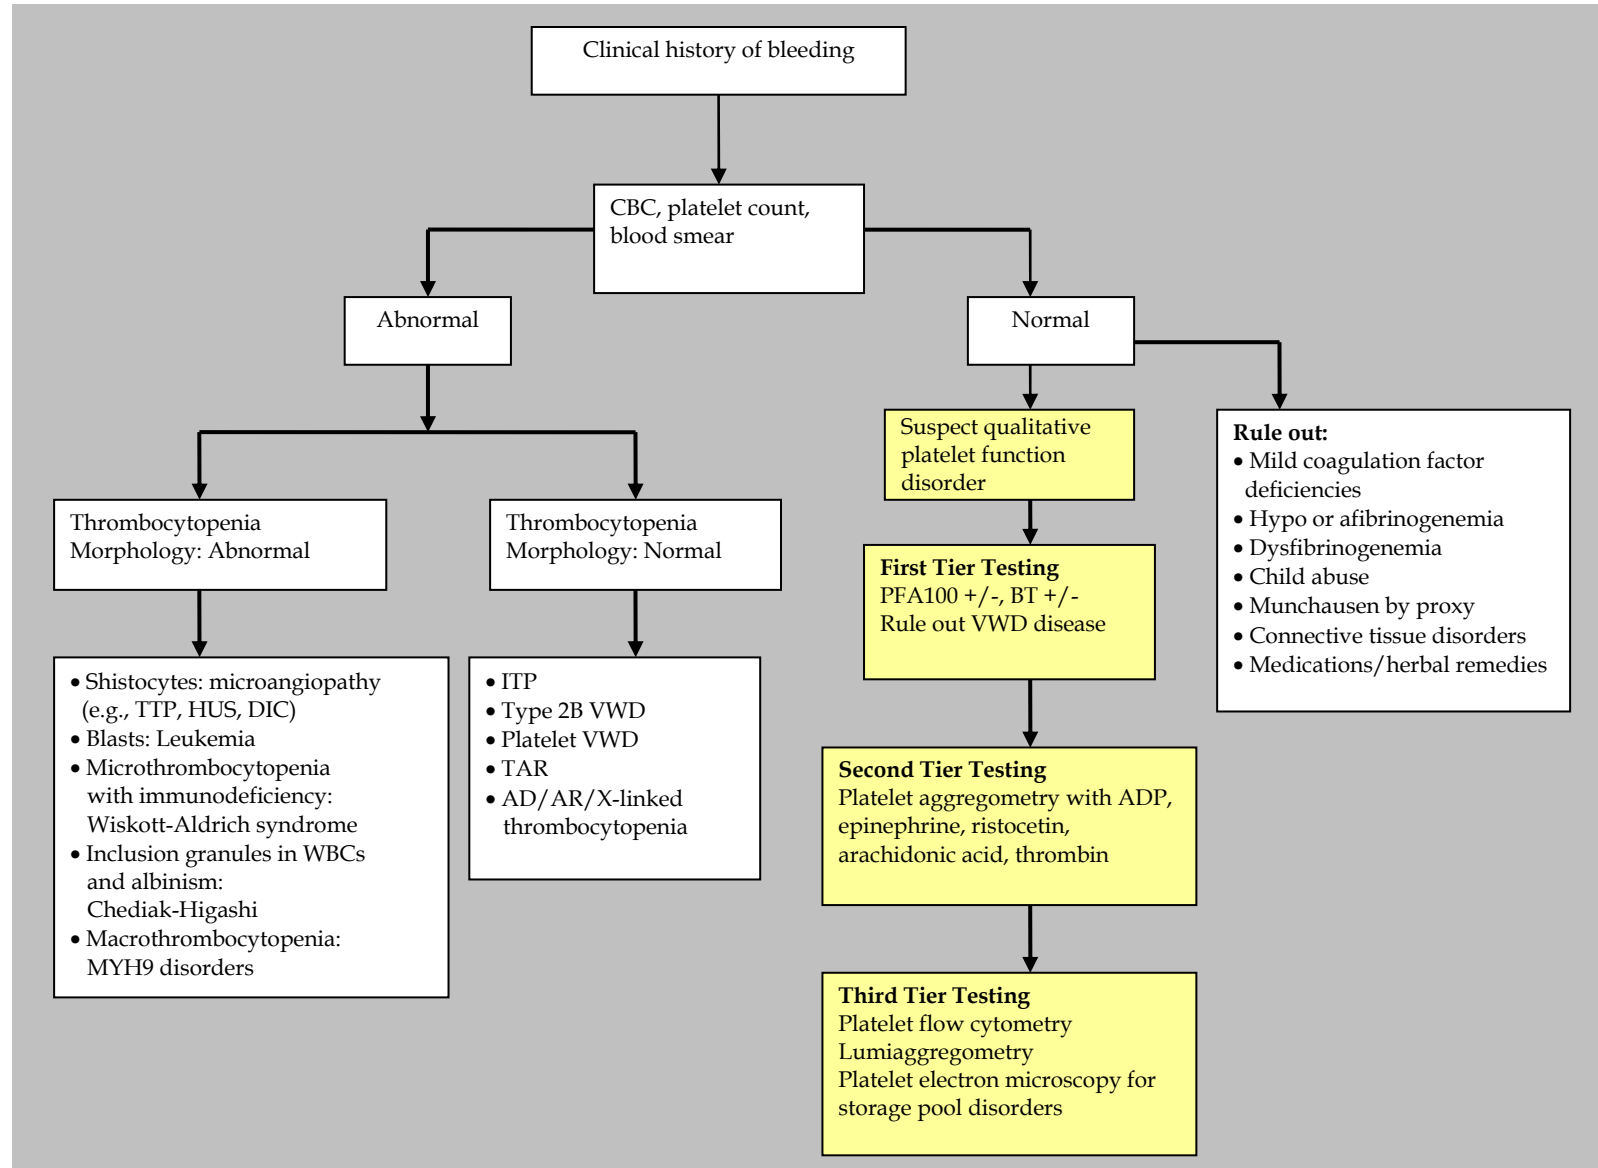 Clinical history of bleeding
CBC, platelet count,
blood smear
Abnormal
Normal
Suspect qualitative
platelet function
disorder
Rule out:
• Mild coagulation factor
deficiencies
• Hypo or afibrinogenemia
• Dysfibrinogenemia
• Child abuse
• Munchausen by proxy
• Connective tissue disorders
• Medications/herbal remedies
Thrombocytopenia
Morphology: Abnormal
Thrombocytopenia
Morphology: Normal
First Tier Testing
PFA100 +/-, BT +/-
Rule out VWD disease
• Shistocytes: microangiopathy
(e.g., TTP, HUS, DIC)
• Blasts: Leukemia
• Microthrombocytopenia
with immunodeficiency:
Wiskott-Aldrich syndrome
• Inclusion granules in WBCs
and albinism:
Chediak-Higashi
• Macrothrombocytopenia:
MYH9 disorders
• ITP
• Type 2B VWD
• Platelet VWD
• TAR
• AD/AR/X-linked
thrombocytopenia
Second Tier Testing
Platelet aggregometry with ADP,
epinephrine, ristocetin,
arachidonic acid, thrombin
Third Tier Testing
Platelet flow cytometry
Lumiaggregometry
Platelet electron microscopy for
storage pool disorders